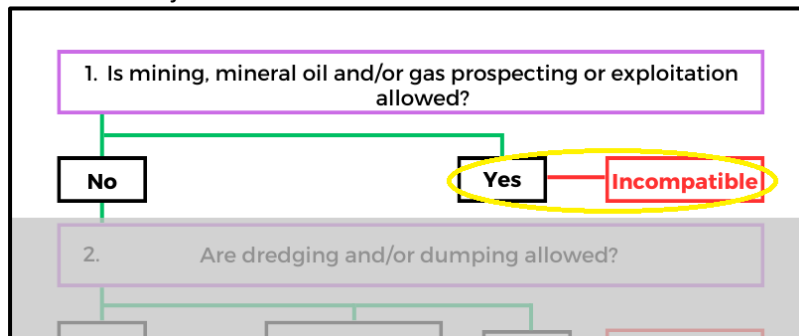 1. Is mining, mineral oil and/or gas prospecting or exploitation
allowed?
No
Yes
Incompatible
2. Are dredging and/or dumping allowed?